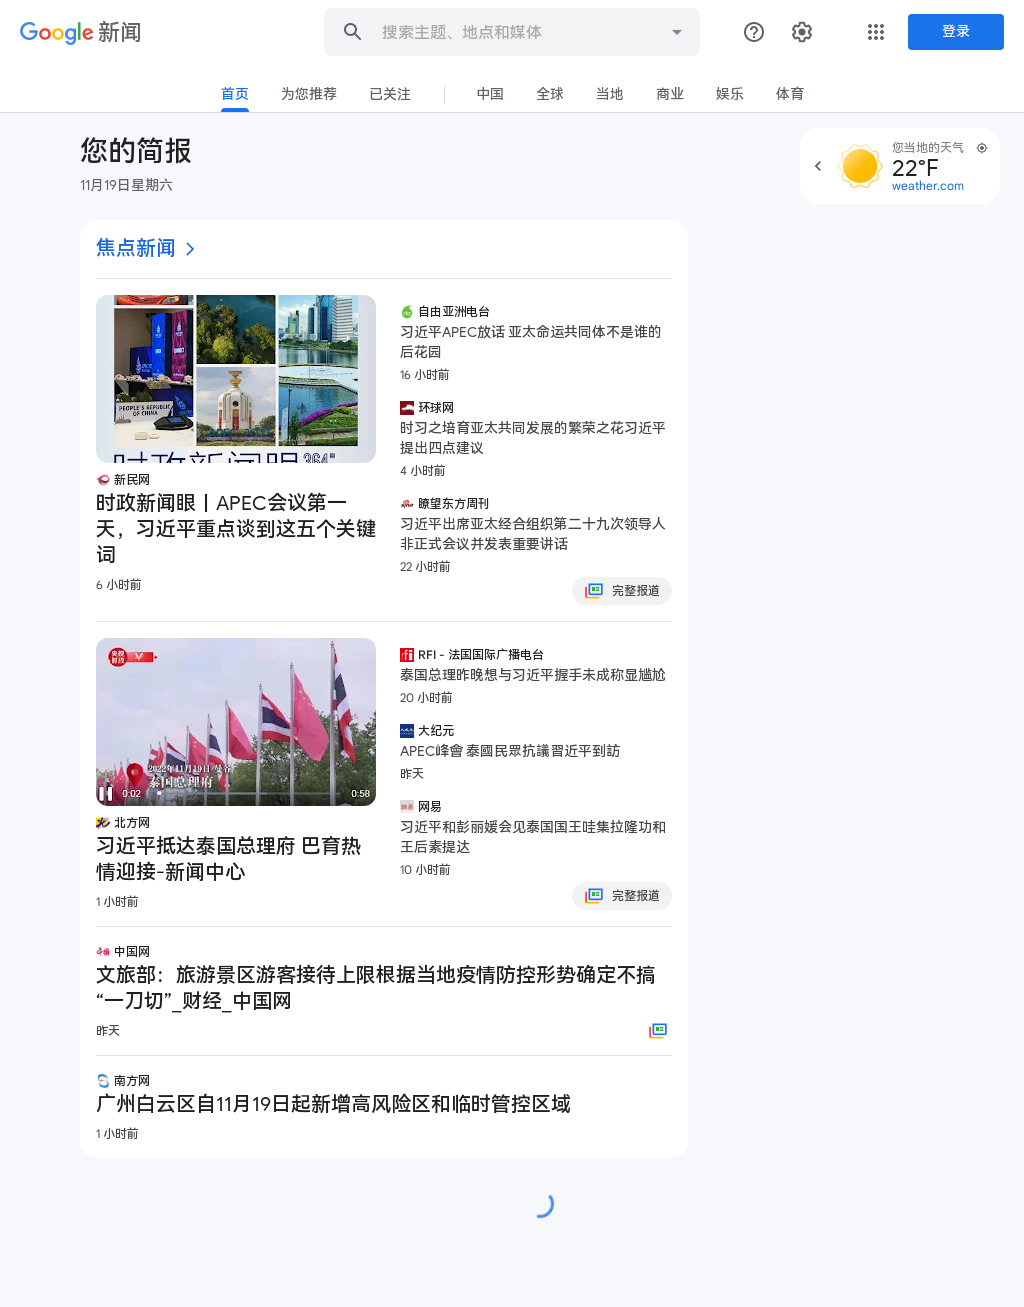 Google 新闻
搜索主题、地点和媒体
登录
首页
为您推荐
已关注
中国
全球
当地
商业
娱乐
体育
您的简报
11月19日星期六
您当地的天气
22°F
weather.com
焦点新闻
PEOPLE'S REPUBLIC
OF CHINA
时政新闻眼
新民网
时政新闻眼丨APEC会议第一
天，习近平重点谈到这五个关键
词
6 小时前
自由亚洲电台
习近平APEC放话 亚太命运共同体不是谁的
后花园
16 小时前
环球网
时习之培育亚太共同发展的繁荣之花习近平
提出四点建议
4 小时前
瞭望东方周刊
习近平出席亚太经合组织第二十九次领导人
非正式会议并发表重要讲话
22 小时前
完整报道
央视
时政
2022年11月19日·曼谷
泰国总理府
0:02
0:58
北方网
习近平抵达泰国总理府 巴育热
情迎接-新闻中心
1 小时前
RFI - 法国国际广播电台
泰国总理昨晚想与习近平握手未成称显尴尬
20 小时前
大纪元
APEC峰會 泰國民眾抗議習近平到訪
昨天
网易
习近平和彭丽媛会见泰国国王哇集拉隆功和
王后素提达
10 小时前
完整报道
中国网
文旅部：旅游景区游客接待上限根据当地疫情防控形势确定不搞
“一刀切”_财经_中国网
昨天
南方网
广州白云区自11月19日起新增高风险区和临时管控区域
1 小时前